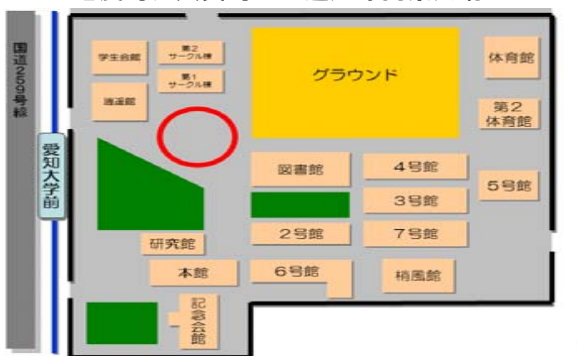 国道259号線
愛知大学前
学生会館
第2
サークル棟
第1
サークル棟
逍遥館
グラウンド
体育館
第2
体育館
図書館
4号館
3号館
5号館
2号館
7号館
研究館
本館
6号館
梢風館
記念会館